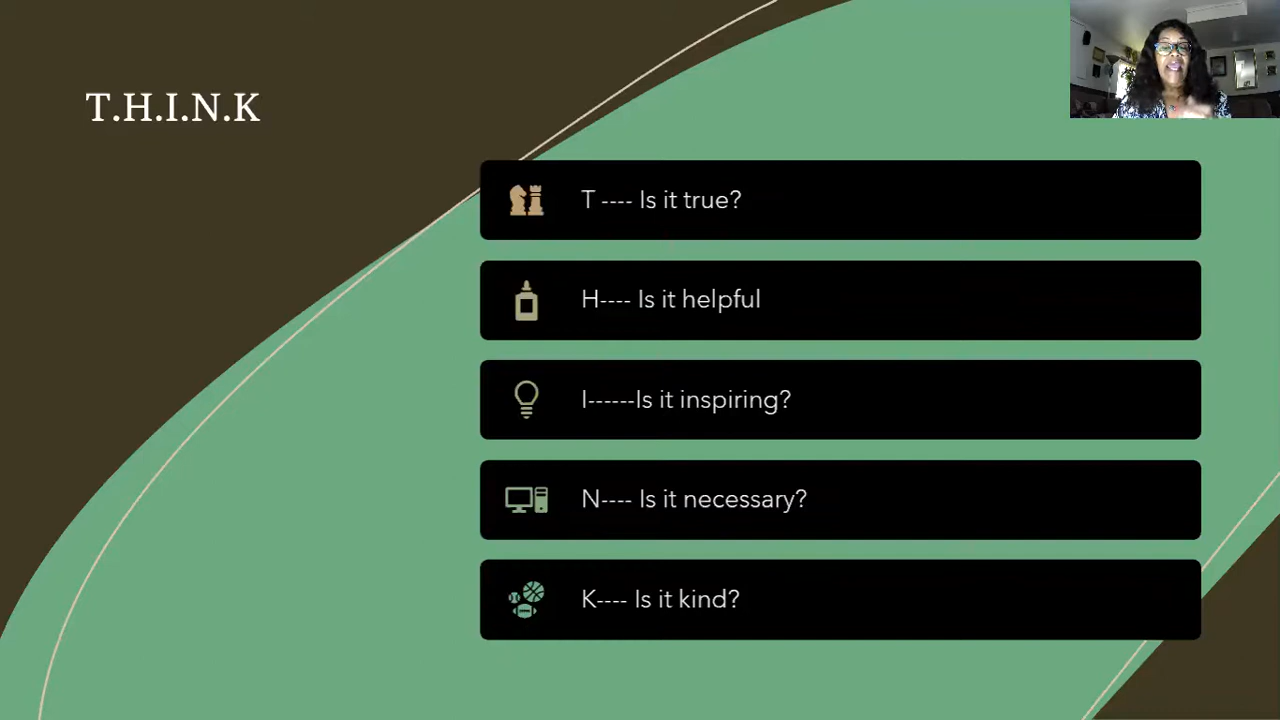 T.H.I.N.K
T ---- Is it true?
H---- Is it helpful
I------Is it inspiring?
N---- Is it necessary?
K---- Is it kind?